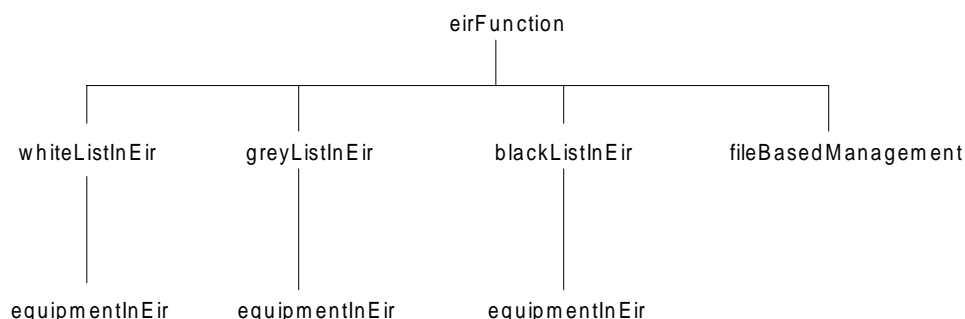 eirFunction
whiteListInEir greyListInEir blackListInEir fileBasedManagement
equipmentInEir equipmentInEir equipmentInEir